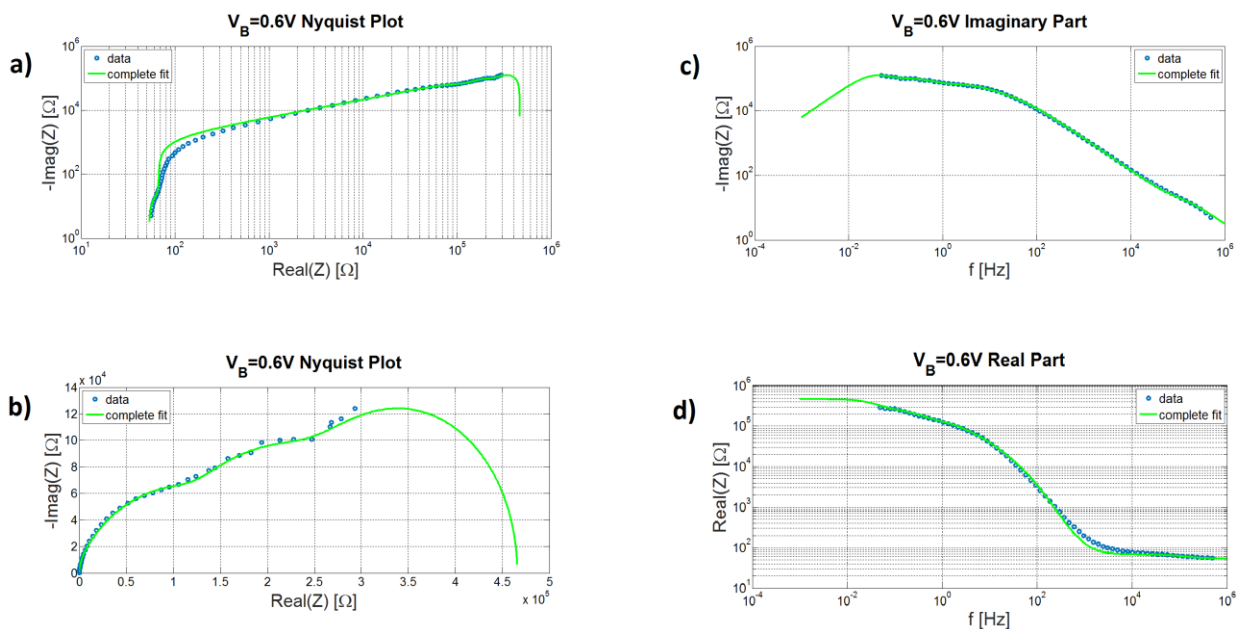 a)
V_B=0.6V Nyquist Plot
data
complete fit
-Imag(Z) [Ω]
10^6
10^4
10^2
10^0
10^1 10^2 10^3 10^4 10^5 10^6
Real(Z) [Ω]
c)
V_B=0.6V Imaginary Part
data
complete fit
-Imag(Z) [Ω]
10^6
10^4
10^2
10^0
10^-4 10^-2 10^0 10^2 10^4 10^6
f [Hz]
b)
V_B=0.6V Nyquist Plot
x 10^4
data
complete fit
-Imag(Z) [Ω]
14
12
10
8
6
4
2
0
0 0.5 1 1.5 2 2.5 3 3.5 4 4.5 5
x 10^5
Real(Z) [Ω]
d)
V_B=0.6V Real Part
data
complete fit
Real(Z) [Ω]
10^6
10^5
10^4
10^3
10^2
10^1
10^-4 10^-2 10^0 10^2 10^4 10^6
f [Hz]